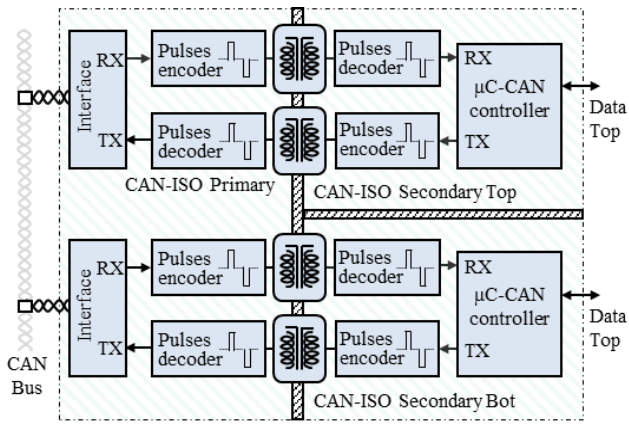 Interface
RX
Pulses
encoder
Pulses
decoder
RX
μC-CAN
controller
TX
Data
Top
TX
Pulses
decoder
Pulses
encoder
CAN-ISO Primary
CAN-ISO Secondary Top
Interface
RX
Pulses
encoder
Pulses
decoder
RX
μC-CAN
controller
TX
Data
Top
TX
Pulses
decoder
Pulses
encoder
CAN
Bus
CAN-ISO Secondary Bot